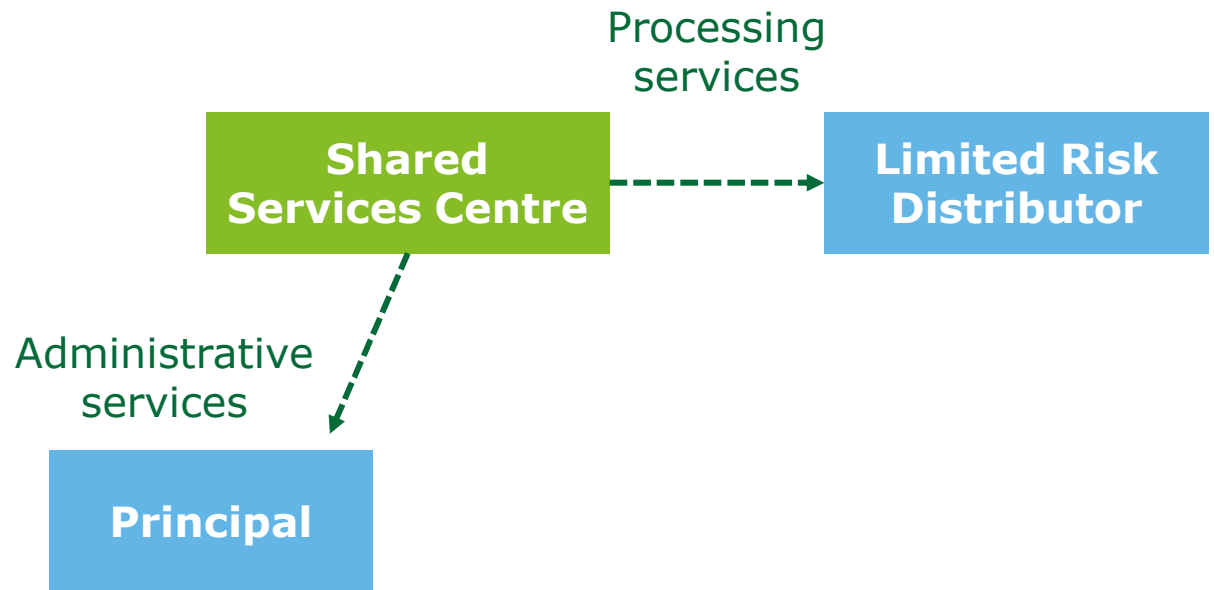 Processing
services
Shared
Services Centre
Limited Risk
Distributor
Administrative
services
Principal